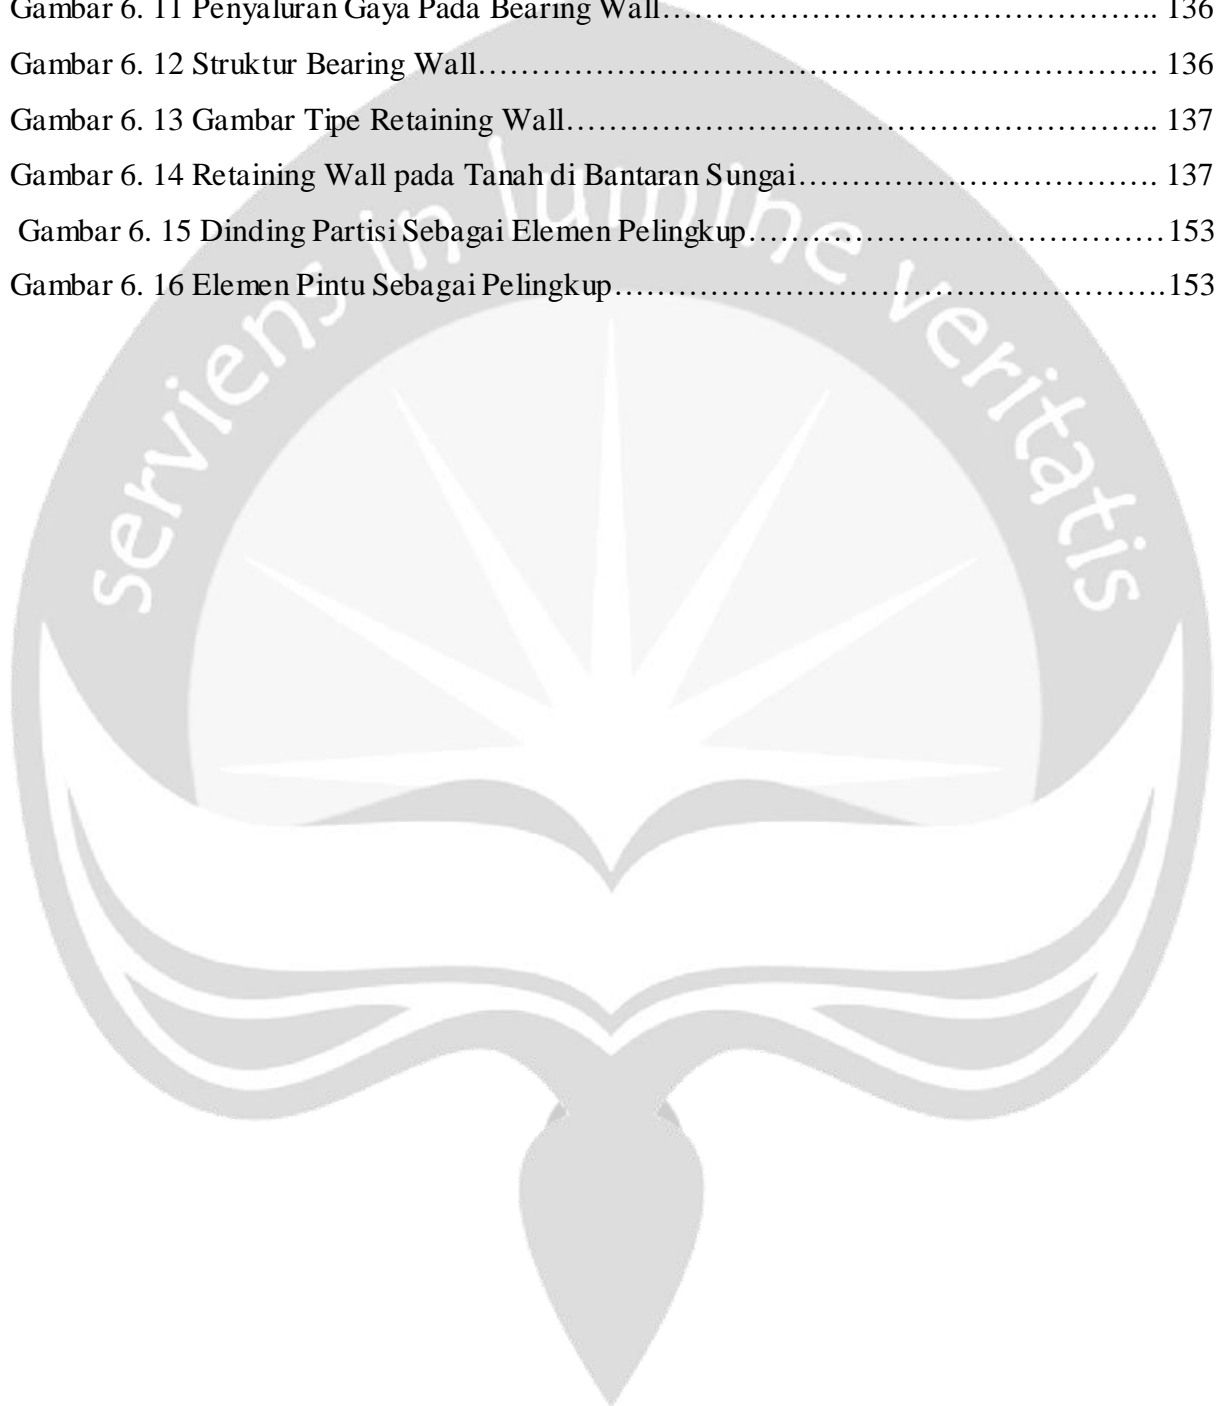 Gambar 6. 11 Penyaluran Gaya Pada Bearing Wall…………………………………………….. 136
Gambar 6. 12 Struktur Bearing Wall…………………………………………………………………. 136
Gambar 6. 13 Gambar Tipe Retaining Wall………………………………………………………….. 137
Gambar 6. 14 Retaining Wall pada Tanah di Bantaran Sungai…………………………………. 137
Gambar 6. 15 Dinding Partisi Sebagai Elemen Pelingkup………………………………………153
Gambar 6. 16 Elemen Pintu Sebagai Pelingkup…………………………………………………….153
serviens in lumine veritatis